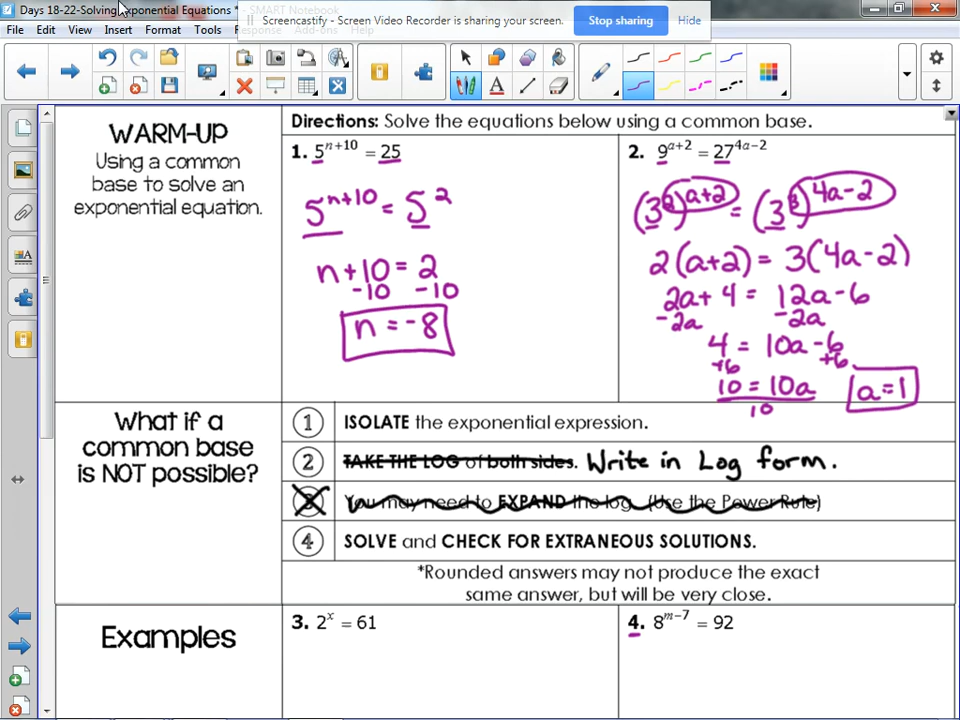 Days 18-22-Solving Exponential Equations * - SMART Notebook
Screencastify - Screen Video Recorder is sharing your screen.
Stop sharing
Hide
File Edit View Insert Format Tools Response Add-ons Help
WARM-UP
Using a common
base to solve an
exponential equation.
Directions: Solve the equations below using a common base.
1. 5^{n+10} = 25
5^{n+10} = 5^2
n+10 = 2
-10 -10
n = -8
2. 9^{a+2} = 27^{4a-2}
(3^2)^{a+2} = (3^3)^{4a-2}
2(a+2) = 3(4a-2)
2a+4 = 12a-6
-2a -2a
4 = 10a-6
+6 +6
10 = 10a
10
a=1
What if a
common base
is NOT possible?
1 ISOLATE the exponential expression.
2 TAKE THE LOG of both sides. Write in Log form.
3 You may need to EXPAND the log. (Use the Power Rule)
4 SOLVE and CHECK FOR EXTRANEOUS SOLUTIONS.
*Rounded answers may not produce the exact
same answer, but will be very close.
Examples
3. 2^x = 61
4. 8^{m-7} = 92